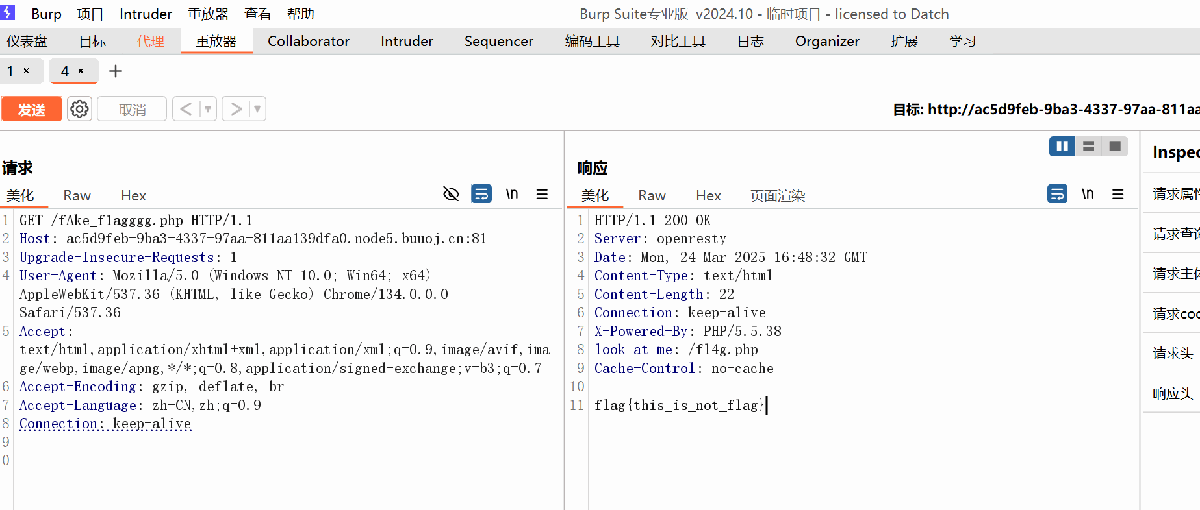 Burp 项目 Intruder 重放器 查看 帮助 Burp Suite专业版 v2024.10 - 临时项目 - licensed to Datch
仪表盘 目标 代理 重放器 Collaborator Intruder Sequencer 编码工具 对比工具 日志 Organizer 扩展 学习
1 × 4 × +
发送 取消 < > 目标: http://ac5d9feb-9ba3-4337-97aa-811aa
请求
美化 Raw Hex \n
1 GET /fAke_flagggg.php HTTP/1.1
2 Host: ac5d9feb-9ba3-4337-97aa-811aa139dfa0.node5.buuoj.cn:81
3 Upgrade-Insecure-Requests: 1
4 User-Agent: Mozilla/5.0 (Windows NT 10.0; Win64; x64)
AppleWebKit/537.36 (KHTML, like Gecko) Chrome/134.0.0.0
Safari/537.36
5 Accept:
text/html,application/xhtml+xml,application/xml;q=0.9,image/avif,ima
ge/webp,image/apng,*/*;q=0.8,application/signed-exchange;v=b3;q=0.7
6 Accept-Encoding: gzip, deflate, br
7 Accept-Language: zh-CN,zh;q=0.9
8 Connection: keep-alive
9
0
响应
美化 Raw Hex 页面渲染 \n
1 HTTP/1.1 200 OK
2 Server: openresty
3 Date: Mon, 24 Mar 2025 16:48:32 GMT
4 Content-Type: text/html
5 Content-Length: 22
6 Connection: keep-alive
7 X-Powered-By: PHP/5.5.38
8 look at me: /fl4g.php
9 Cache-Control: no-cache
10
11 flag{this_is_not_flag}
Inspec
请求属性
请求查询
请求主体
请求coo
请求头
响应头